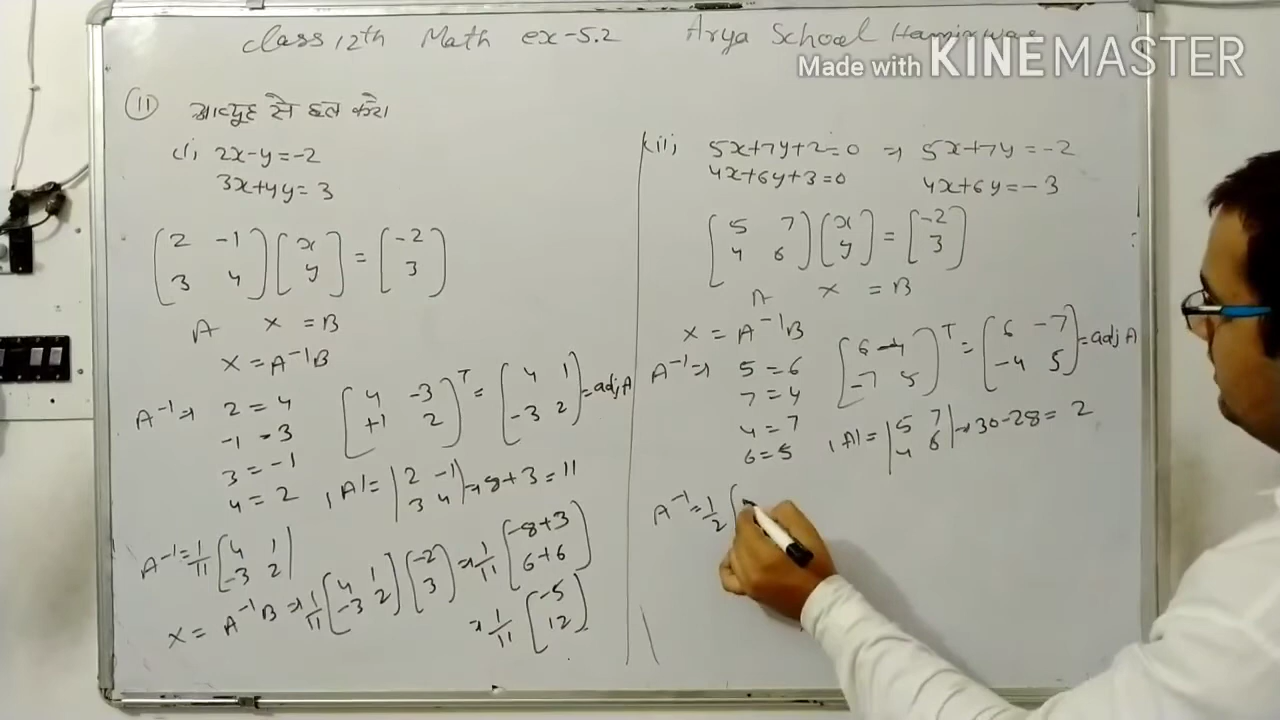 Class 12th Math ex-5.2 Arya School
Made with KINEMASTER
(11) आव्यूह से हल करो
(i) 2x-y=-2
3x+4y=3
[2 -1] [x] = [-2]
[3 4] [y] [3]
A X = B
X = A⁻¹B
A⁻¹ ⇒ 2 = 4
-1 = 3
3 = -1
4 = 2
[4 -3]ᵀ = [4 1] = adj A
[+1 2] [-3 2]
|A| = |2 -1| → 8+3 = 11
|3 4|
A⁻¹ = 1/11 [4 1]
[-3 2]
X = A⁻¹B ⇒ 1/11 [4 1] [-2] ⇒ 1/11 [-8+3]
[-3 2] [3] [6+6]
⇒ 1/11 [-5]
[12]
(ii) 5x+7y+2=0 ⇒ 5x+7y=-2
4x+6y+3=0 4x+6y=-3
[5 7] [x] = [-2]
[4 6] [y] [3]
A X = B
X = A⁻¹B
A⁻¹ ⇒ 5 = 6
7 = 4
4 = 7
6 = 5
[6 -4]ᵀ = [6 -7] = adj A
[-7 5] [-4 5]
|A| = |5 7| → 30-28 = 2
|4 6|
A⁻¹ = 1/2 [